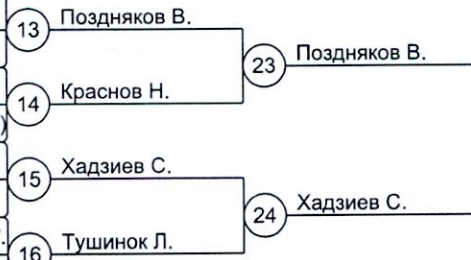 13 Поздняков В.
23 Поздняков В.
14 Краснов Н.
15 Хадзиев С.
24 Хадзиев С.
16 Тушинок Л.